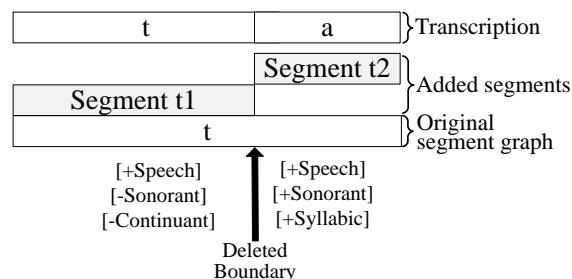 t a Transcription
Segment t2
Segment t1 Added segments
t Original
segment graph
[+Speech] [+Speech]
[-Sonorant] [+Sonorant]
[-Continuant] [+Syllabic]
Deleted
Boundary